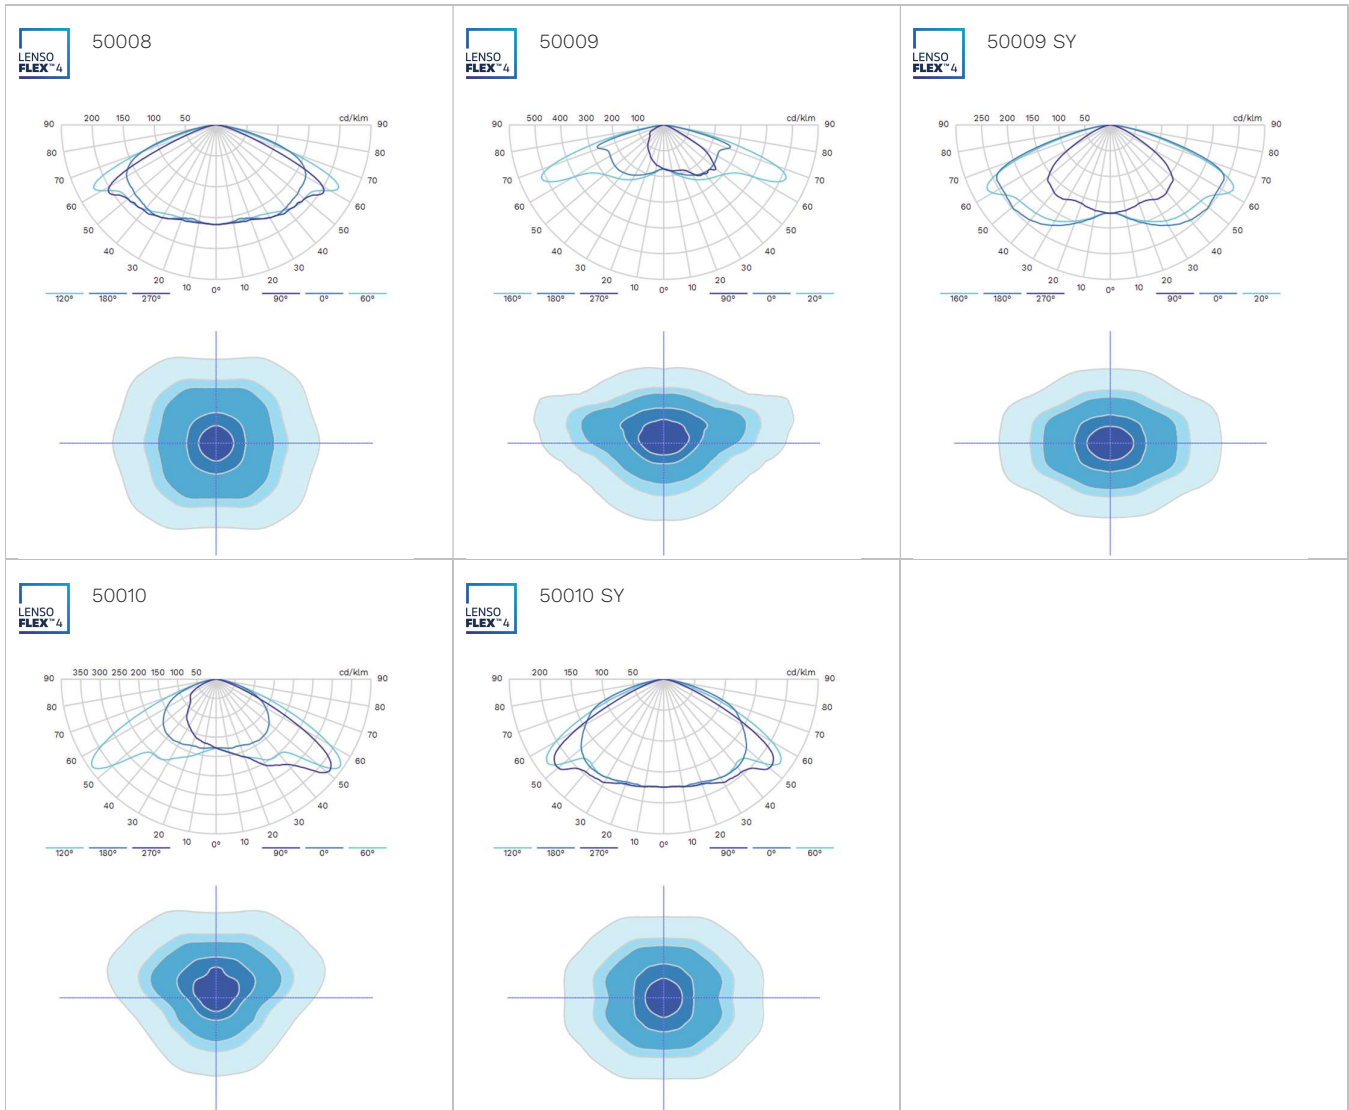 50008
LENSO
FLEX™4
200 150 100 50 cd/klm
90 90
80 80
70 70
60 60
50 50
40 40
30 30
20 10 0° 10 20
120° 180° 270° 90° 0° 60°
50009
LENSO
FLEX™4
500 400 300 200 100 cd/klm
90 90
80 80
70 70
60 60
50 50
40 40
30 30
20 10 0° 10 20
160° 180° 270° 90° 0° 20°
50009 SY
LENSO
FLEX™4
250 200 150 100 50 cd/klm
90 90
80 80
70 70
60 60
50 50
40 40
30 30
20 10 0° 10 20
160° 180° 270° 90° 0° 20°
50010
LENSO
FLEX™4
350 300 250 200 150 100 50 cd/klm
90 90
80 80
70 70
60 60
50 50
40 40
30 30
20 10 0° 10 20
120° 180° 270° 90° 0° 60°
50010 SY
LENSO
FLEX™4
200 150 100 50 cd/klm
90 90
80 80
70 70
60 60
50 50
40 40
30 30
20 10 0° 10 20
120° 180° 270° 90° 0° 60°